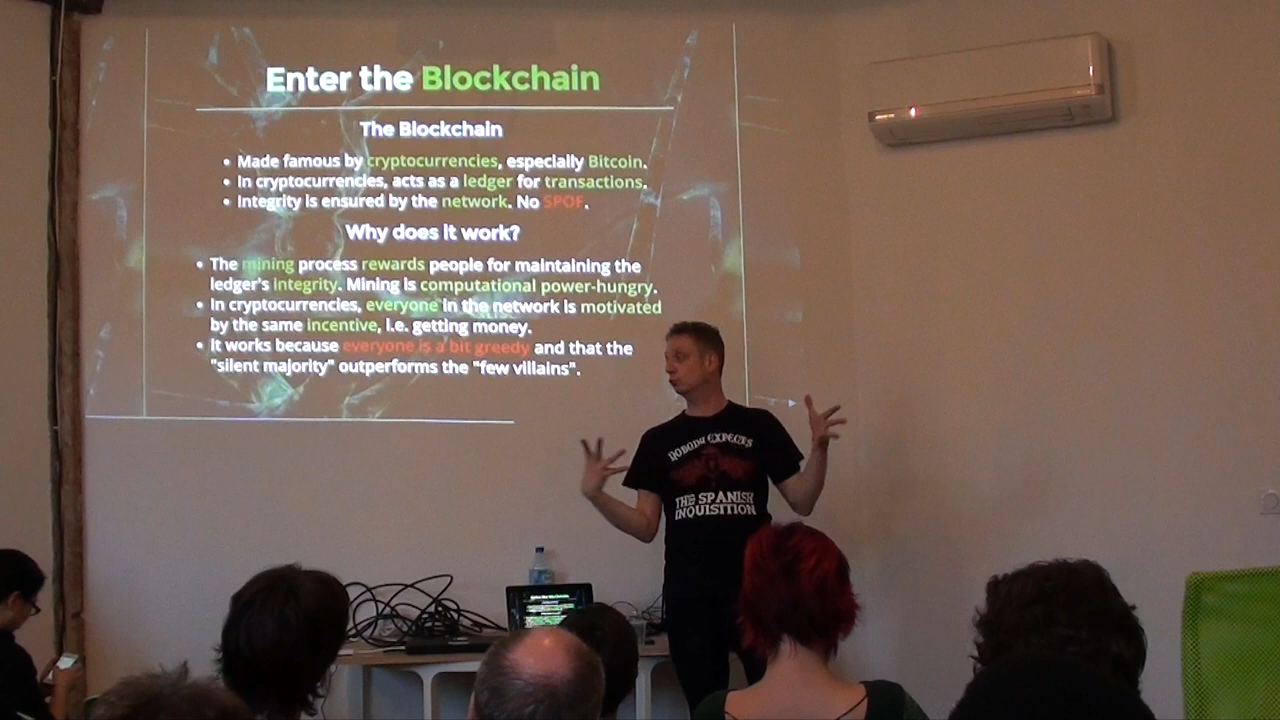 Enter the Blockchain
The Blockchain
• Made famous by cryptocurrencies, especially Bitcoin.
• In cryptocurrencies, acts as a ledger for transactions.
• Integrity is ensured by the network. No SPOF.
Why does it work?
• The mining process rewards people for maintaining the
ledger's integrity. Mining is computational power-hungry.
• In cryptocurrencies, everyone in the network is motivated
by the same incentive, i.e. getting money.
• It works because everyone is a bit greedy and that the
"silent majority" outperforms the "few villains".
NOBODY EXPECTS
THE SPANISH
INQUISITION